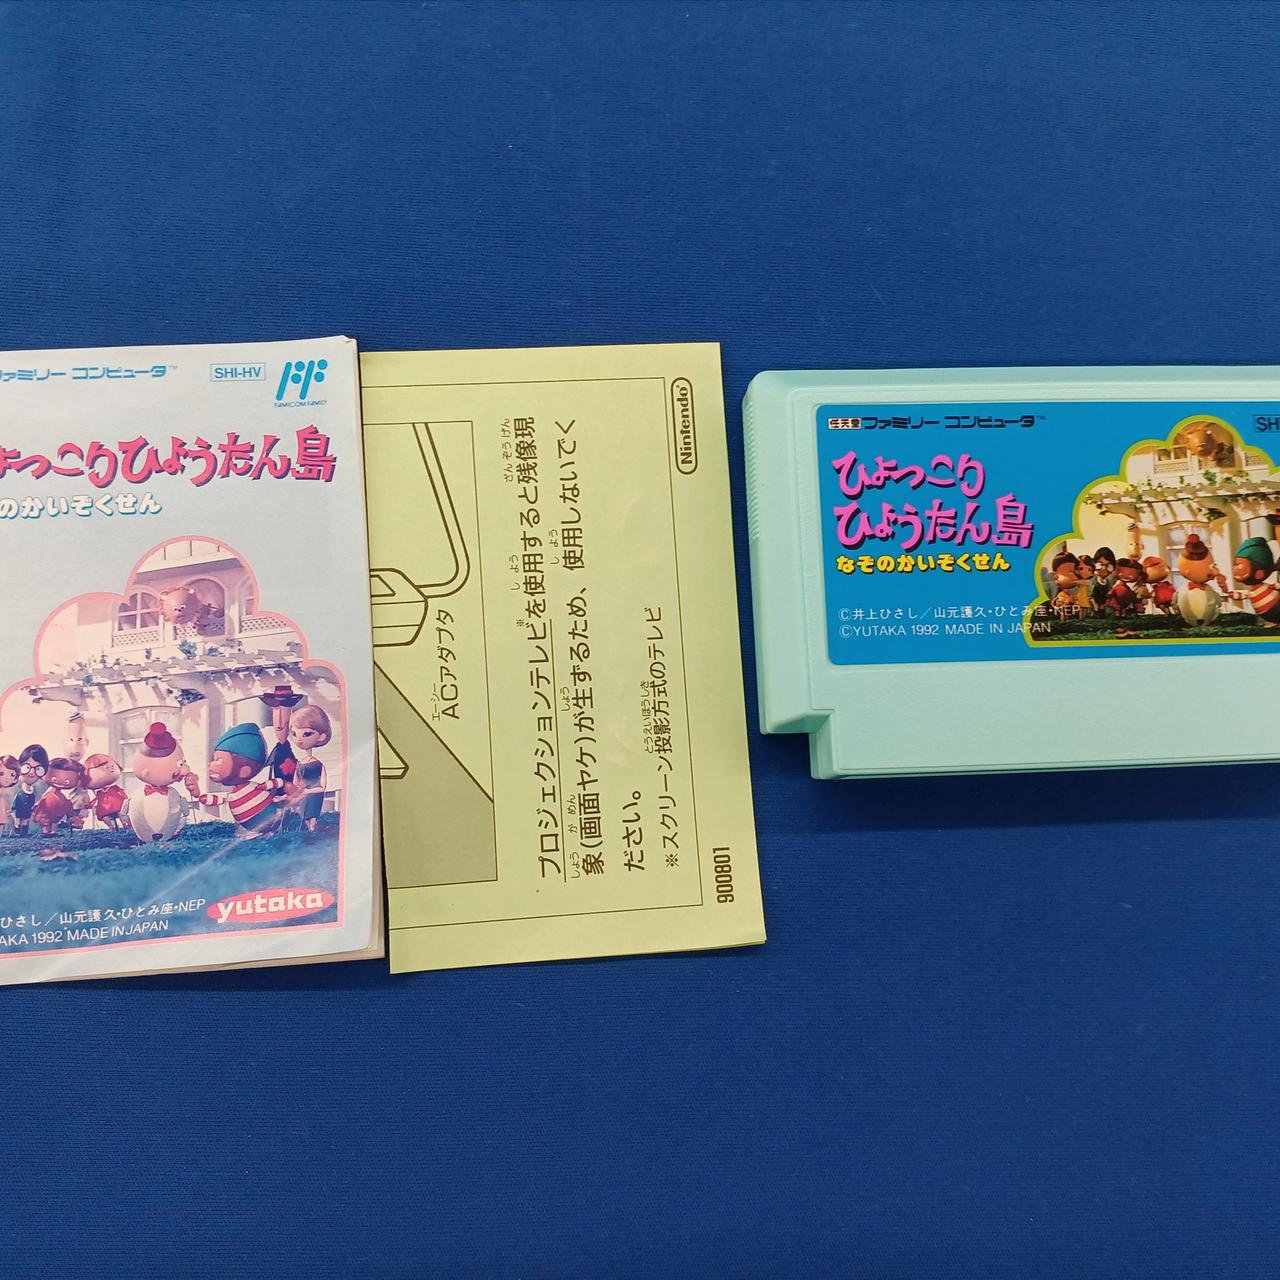 ファミリー コンピュータ™
SHI-HV
FAMICOM FAMILY
ょっこりひょうたん島
のかいぞくせん
ひさし/山元護久・ひとみ座・NEP
AKA 1992 MADE IN JAPAN
yutaka
Nintendo
プロジェクションテレビ※を使用すると残像現
象(画面ヤケ)が生ずるため、使用しないでく
ださい。
※スクリーン投影方式のテレビ
ACアダプタ
900801
任天堂 ファミリー コンピュータ™
SH
ひょっこり
ひょうたん島
なぞのかいぞくせん
©井上ひさし/山元護久・ひとみ座・NEP
©YUTAKA 1992 MADE IN JAPAN